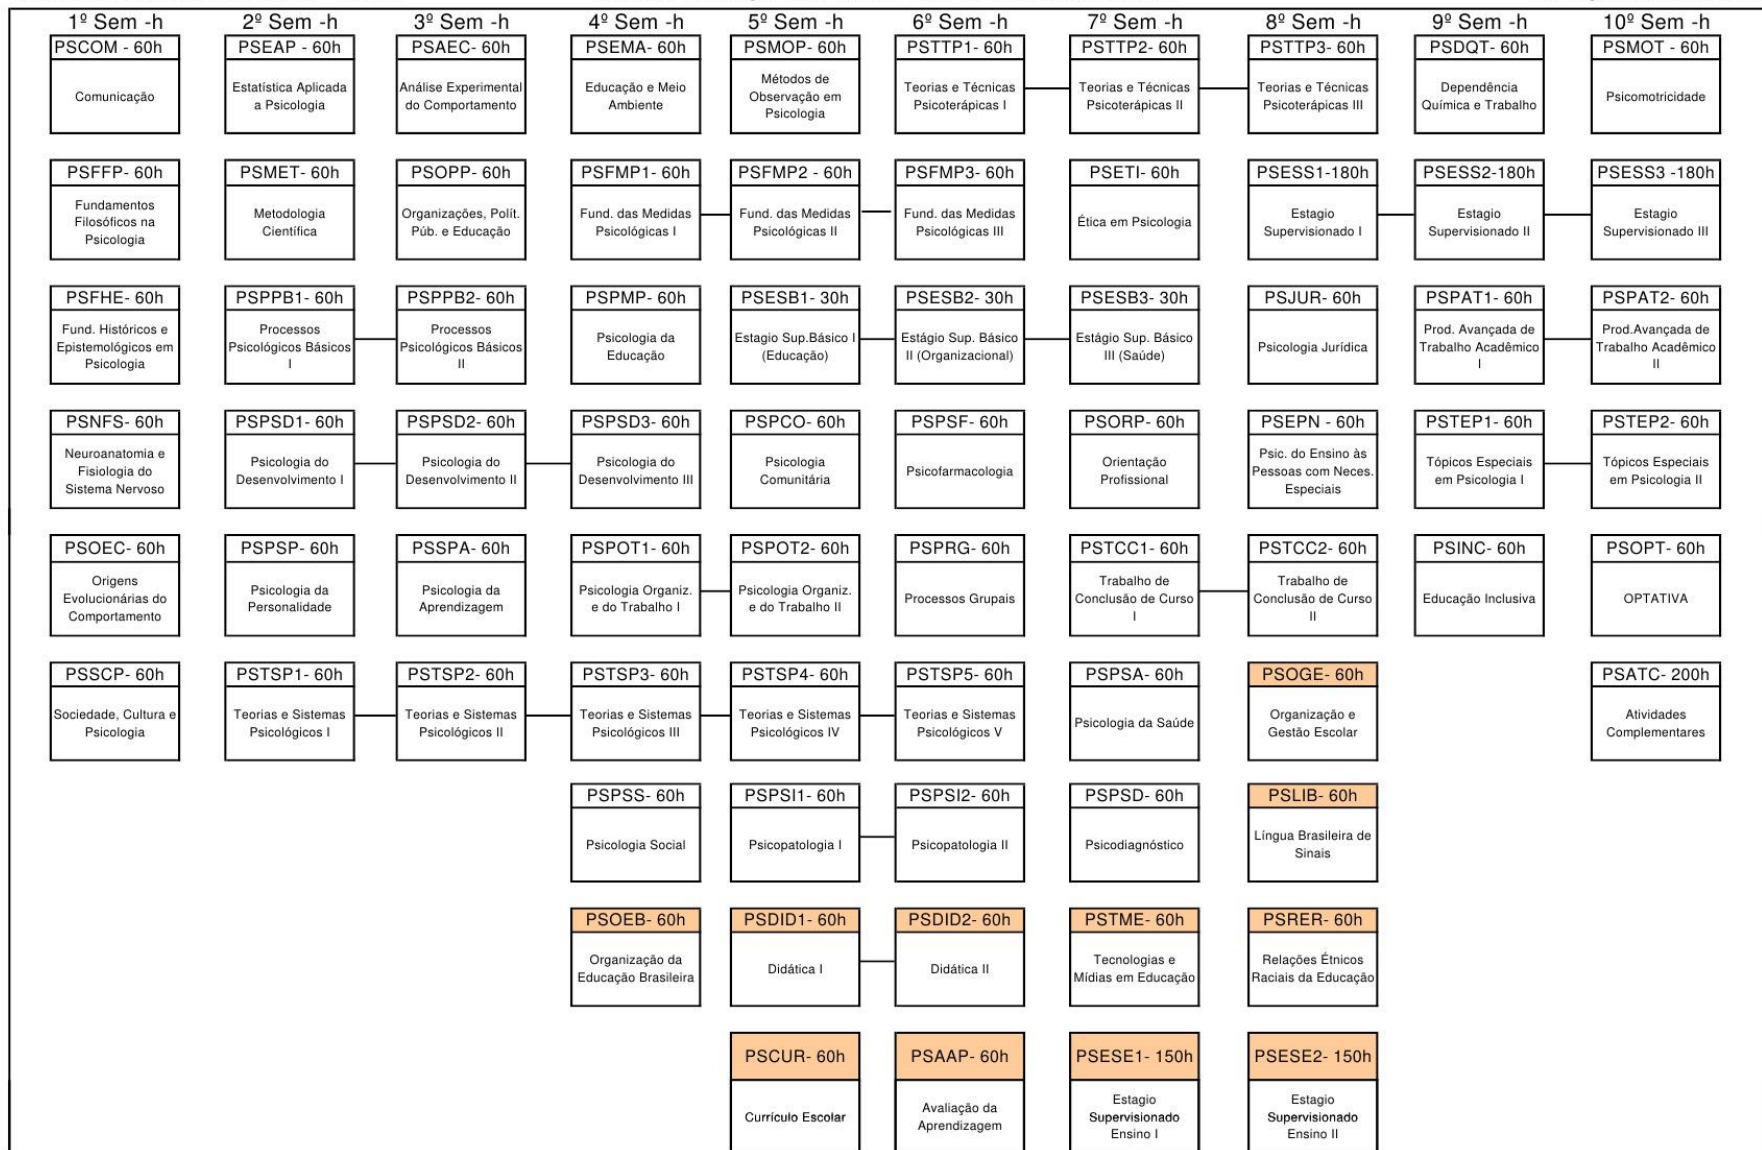 1º Sem -h 2º Sem -h 3º Sem -h 4º Sem -h 5º Sem -h 6º Sem -h 7º Sem -h 8º Sem -h 9º Sem -h 10º Sem -h
PSCOM - 60h PSEAP - 60h PSAEC- 60h PSEMA- 60h PSMOP- 60h PSTTP1- 60h PSTTP2- 60h PSTTP3- 60h PSDQT- 60h PSMOT - 60h
Comunicação
Estatística Aplicada
a Psicologia
Análise Experimental
do Comportamento
Educação e Meio
Ambiente
Métodos de
Observação em
Psicologia
Teorias e Técnicas
Psicoterápicas I
Teorias e Técnicas
Psicoterápicas II
Teorias e Técnicas
Psicoterápicas III
Dependência
Química e Trabalho
Psicomotricidade
PSFFP- 60h PSMET- 60h PSOPP- 60h PSFMP1- 60h PSFMP2 - 60h PSFMP3- 60h PSETI- 60h PSESS1-180h PSESS2-180h PSESS3 -180h
Fundamentos
Filosóficos na
Psicologia
Metodologia
Científica
Organizações, Polít.
Púb. e Educação
Fund. das Medidas
Psicológicas I
Fund. das Medidas
Psicológicas II
Fund. das Medidas
Psicológicas III
Ética em Psicologia
Estagio
Supervisionado I
Estagio
Supervisionado II
Estagio
Supervisionado III
PSFHE- 60h PSPPB1- 60h PSPPB2- 60h PSPMP- 60h PSESB1- 30h PSESB2- 30h PSESB3- 30h PSJUR- 60h PSPAT1- 60h PSPAT2- 60h
Fund. Históricos e
Epistemológicos em
Psicologia
Processos
Psicológicos Básicos
I
Processos
Psicológicos Básicos
II
Psicologia da
Educação
Estagio Sup.Básico I
(Educação)
Estágio Sup. Básico
II (Organizacional)
Estágio Sup. Básico
III (Saúde)
Psicologia Jurídica
Prod. Avançada de
Trabalho Acadêmico
I
Prod.Avançada de
Trabalho Acadêmico
II
PSNFS- 60h PSPSD1- 60h PSPSD2- 60h PSPSD3- 60h PSPCO- 60h PSPSF- 60h PSORP- 60h PSEPN - 60h PSTEP1- 60h PSTEP2- 60h
Neuroanatomia e
Fisiologia do
Sistema Nervoso
Psicologia do
Desenvolvimento I
Psicologia do
Desenvolvimento II
Psicologia do
Desenvolvimento III
Psicologia
Comunitária
Psicofarmacologia
Orientação
Profissional
Psic. do Ensino às
Pessoas com Neces.
Especiais
Tópicos Especiais
em Psicologia I
Tópicos Especiais
em Psicologia II
PSOEC- 60h PSPSP- 60h PSSPA- 60h PSPOT1- 60h PSPOT2- 60h PSPRG- 60h PSTCC1- 60h PSTCC2- 60h PSINC- 60h PSOPT- 60h
Origens
Evolucionárias do
Comportamento
Psicologia da
Personalidade
Psicologia da
Aprendizagem
Psicologia Organiz.
e do Trabalho I
Psicologia Organiz.
e do Trabalho II
Processos Grupais
Trabalho de
Conclusão de Curso
I
Trabalho de
Conclusão de Curso
II
Educação Inclusiva
OPTATIVA
PSSCP- 60h PSTSP1- 60h PSTSP2- 60h PSTSP3- 60h PSTSP4- 60h PSTSP5- 60h PSPSA- 60h PSOGE- 60h PSATC- 200h
Sociedade, Cultura e
Psicologia
Teorias e Sistemas
Psicológicos I
Teorias e Sistemas
Psicológicos II
Teorias e Sistemas
Psicológicos III
Teorias e Sistemas
Psicológicos IV
Teorias e Sistemas
Psicológicos V
Psicologia da Saúde
Organização e
Gestão Escolar
Atividades
Complementares
PSPSS- 60h PSPSI1- 60h PSPSI2- 60h PSPSD- 60h PSLIB- 60h
Psicologia Social
Psicopatologia I
Psicopatologia II
Psicodiagnóstico
Língua Brasileira de
Sinais
PSOEB- 60h PSDID1- 60h PSDID2- 60h PSTME- 60h PSRER- 60h
Organização da
Educação Brasileira
Didática I
Didática II
Tecnologias e
Mídias em Educação
Relações Étnicos
Raciais da Educação
PSCUR- 60h PSAAP- 60h PSESE1- 150h PSESE2- 150h
Currículo Escolar
Avaliação da
Aprendizagem
Estagio
Supervisionado
Ensino I
Estagio
Supervisionado
Ensino II